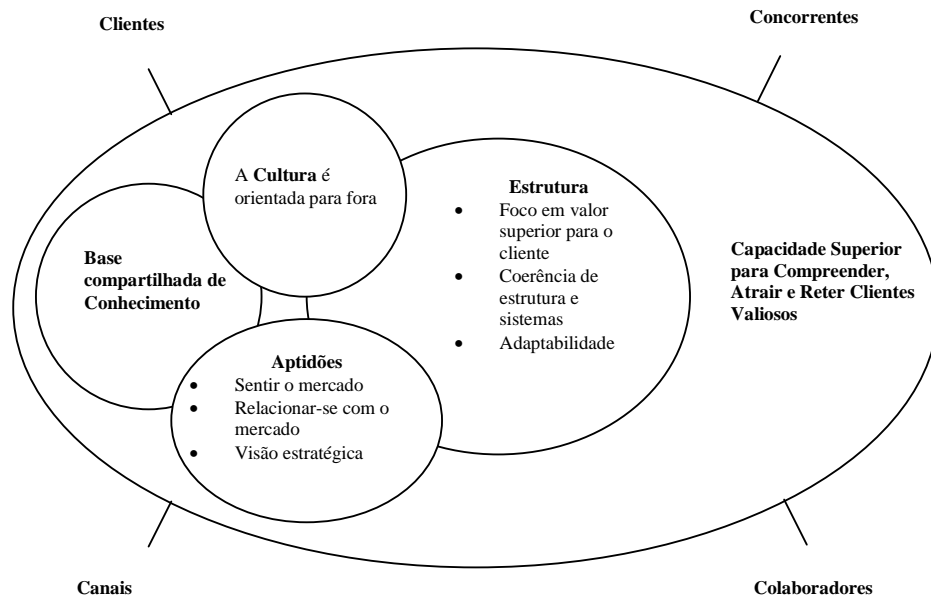 Clientes
Concorrentes
A Cultura é
orientada para fora
Base
compartilhada de
Conhecimento
Aptidões
• Sentir o mercado
• Relacionar-se com o
mercado
• Visão estratégica
Estrutura
• Foco em valor
superior para o
cliente
• Coerência de
estrutura e
sistemas
• Adaptabilidade
Capacidade Superior
para Compreender,
Atrair e Reter Clientes
Valiosos
Canais
Colaboradores